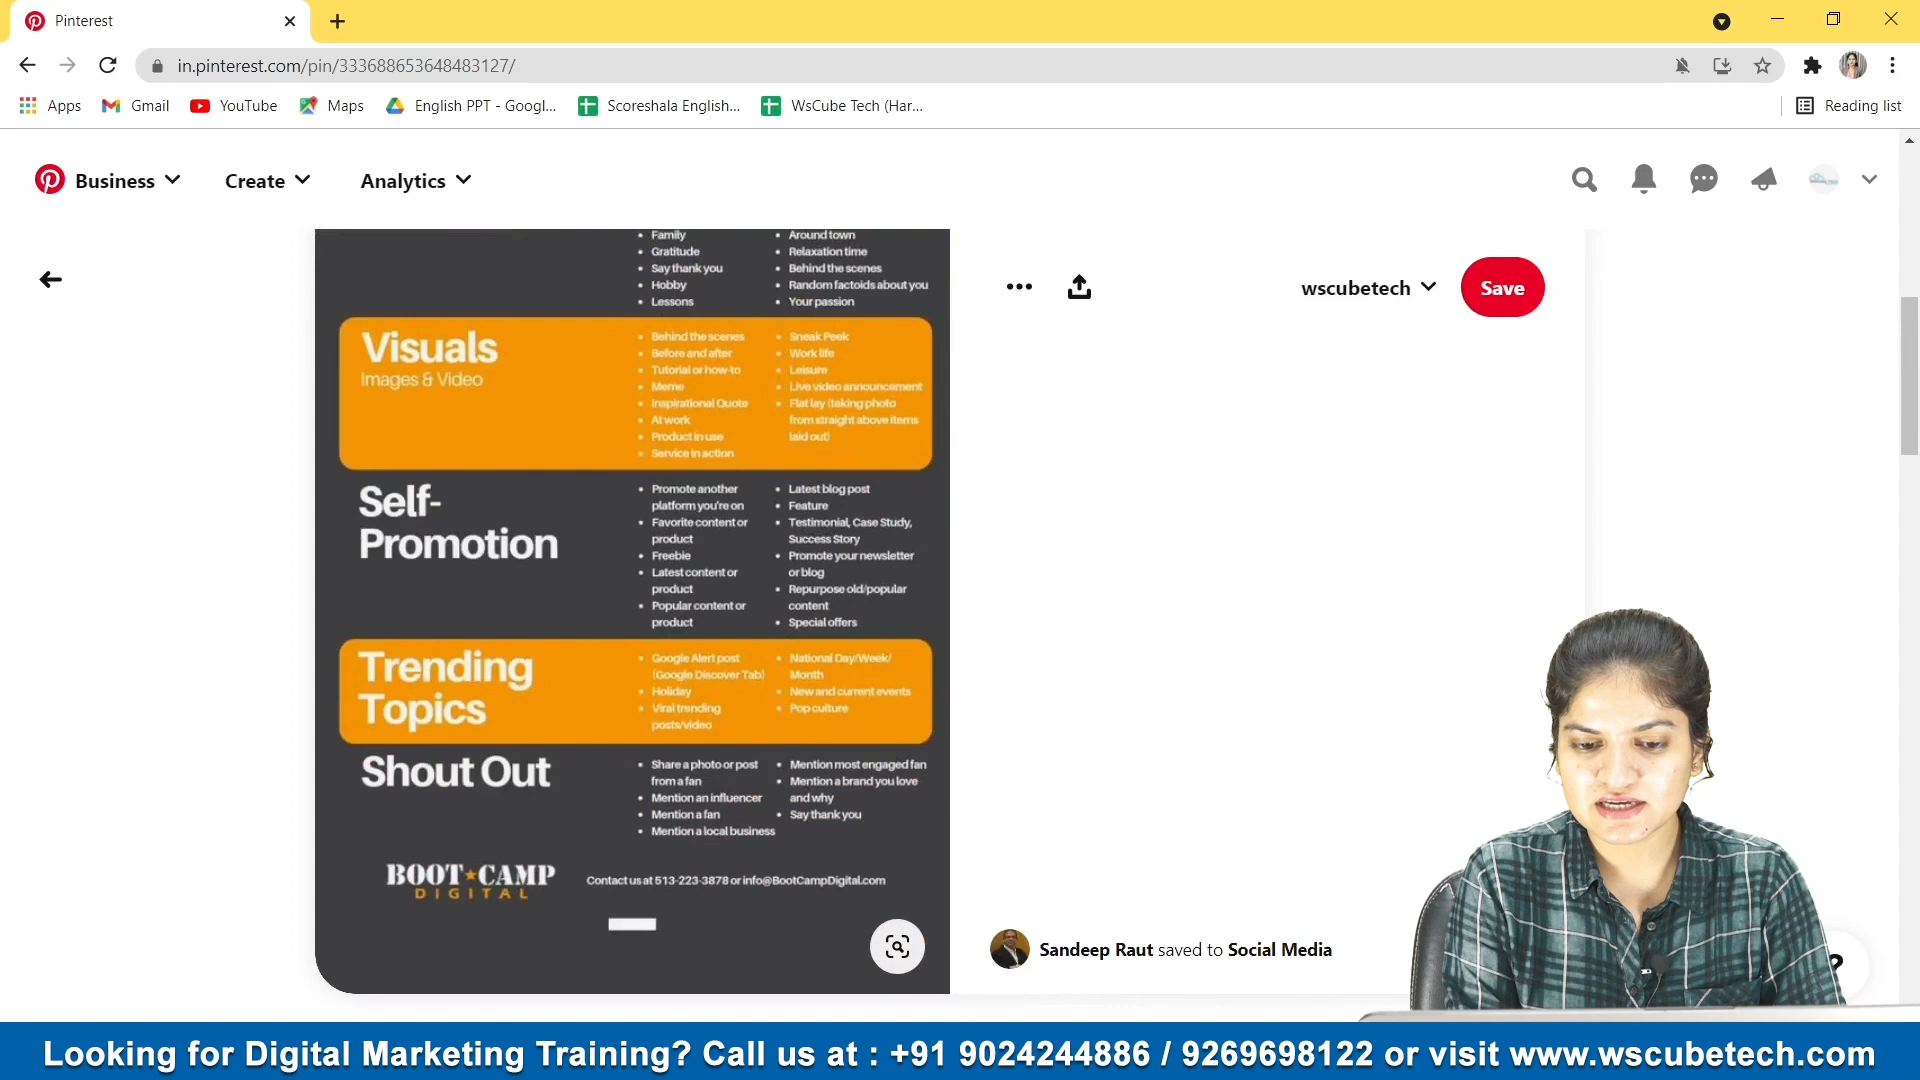 Pinterest
in.pinterest.com/pin/333688653648483127/
Apps Gmail YouTube Maps English PPT - Googl... Scoreshala English... WsCube Tech (Har... Reading list
Business Create Analytics
wscubetech Save
• Family
• Gratitude
• Say thank you
• Hobby
• Lessons
• Around town
• Relaxation time
• Behind the scenes
• Random factoids about you
• Your passion
Visuals
Images & Video
• Behind the scenes
• Before and after
• Tutorial or how-to
• Meme
• Inspirational Quote
• At work
• Product in use
• Service in action
• Sneak Peek
• Work life
• Leisure
• Live video announcement
• Flat lay (taking photo
from straight above items
laid out)
Self-
Promotion
• Promote another
platform you're on
• Favorite content or
product
• Freebie
• Latest content or
product
• Popular content or
product
• Latest blog post
• Feature
• Testimonial, Case Study,
Success Story
• Promote your newsletter
or blog
• Repurpose old/popular
content
• Special offers
Trending
Topics
• Google Alert post
(Google Discover Tab)
• Holiday
• Viral trending
posts/video
• National Day/Week/
Month
• New and current events
• Pop culture
Shout Out
• Share a photo or post
from a fan
• Mention an influencer
• Mention a fan
• Mention a local business
• Mention most engaged fan
• Mention a brand you love
and why
• Say thank you
BOOT★CAMP
DIGITAL
Contact us at 513-223-3878 or info@BootCampDigital.com
Sandeep Raut saved to Social Media
?
Looking for Digital Marketing Training? Call us at : +91 9024244886 / 9269698122 or visit www.wscubetech.com